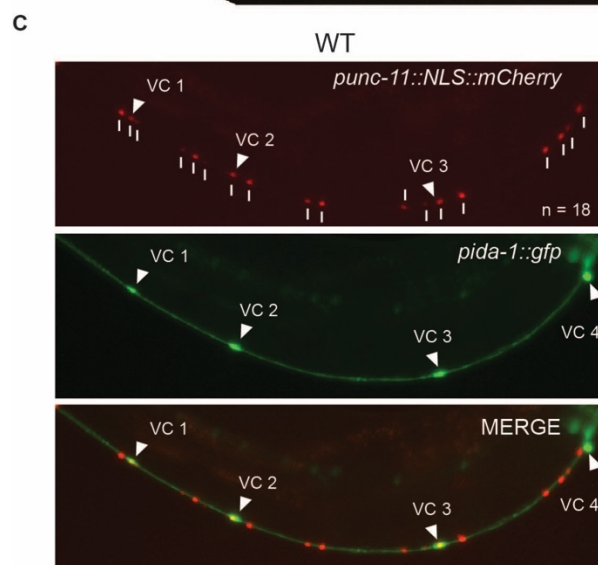 C
WT
punc-11::NLS::mCherry
VC 1
VC 2
VC 3
n = 18
pida-1::gfp
VC 1
VC 2
VC 3
VC 4
MERGE
VC 1
VC 2
VC 3
VC 4